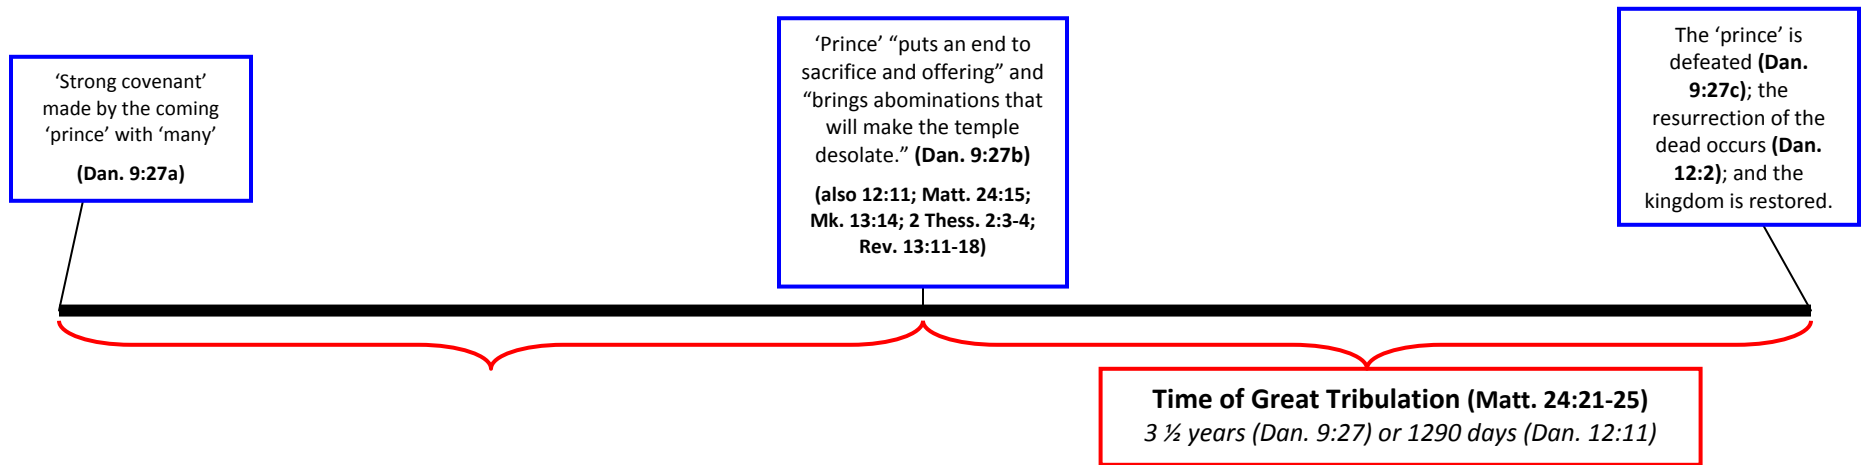 ‘Strong covenant’
made by the coming
‘prince’ with ‘many’
(Dan. 9:27a)
‘Prince’ “puts an end to
sacrifice and offering” and
“brings abominations that
will make the temple
desolate.” (Dan. 9:27b)
(also 12:11; Matt. 24:15;
Mk. 13:14; 2 Thess. 2:3-4;
Rev. 13:11-18)
The ‘prince’ is
defeated (Dan.
9:27c); the
resurrection of the
dead occurs (Dan.
12:2); and the
kingdom is restored.
Time of Great Tribulation (Matt. 24:21-25)
3 ½ years (Dan. 9:27) or 1290 days (Dan. 12:11)